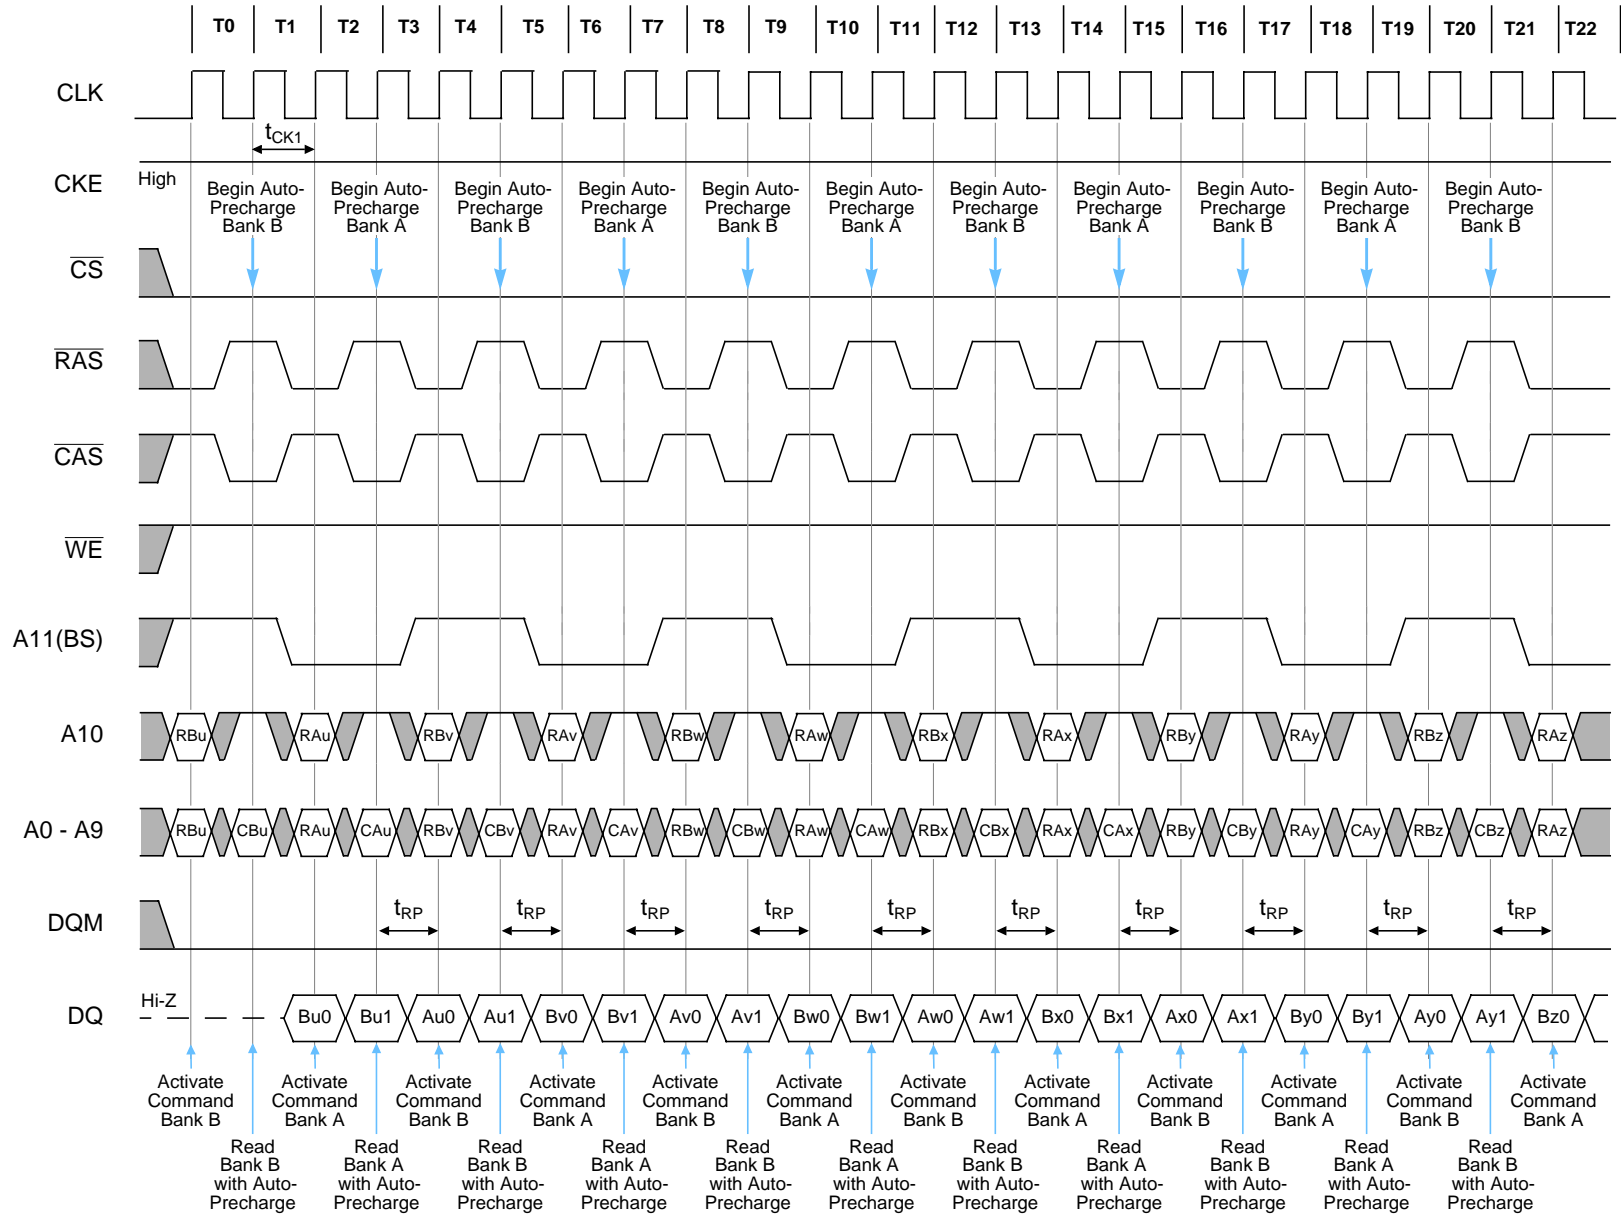 T0 T1 T2 T3 T4 T5 T6 T7 T8 T9 T10 T11 T12 T13 T14 T15 T16 T17 T18 T19 T20 T21 T22
CLK
tCK1
CKE High
Begin Auto- Begin Auto- Begin Auto- Begin Auto- Begin Auto- Begin Auto- Begin Auto- Begin Auto- Begin Auto- Begin Auto- Begin Auto-
Precharge Precharge Precharge Precharge Precharge Precharge Precharge Precharge Precharge Precharge Precharge
Bank B Bank A Bank B Bank A Bank B Bank A Bank B Bank A Bank B Bank A Bank B
CS
RAS
CAS
WE
A11(BS)
A10 RBu RAu RBv RAv RBw RAw RBx RAx RBy RAy RBz RAz
A0 - A9 RBu CBu RAu CAu RBv CBv RAv CAv RBw CBw RAw CAw RBx CBx RAx CAx RBy CBy RAy CAy RBz CBz RAz
DQM tRP tRP tRP tRP tRP tRP tRP tRP tRP tRP
Hi-Z
DQ Bu0 Bu1 Au0 Au1 Bv0 Bv1 Av0 Av1 Bw0 Bw1 Aw0 Aw1 Bx0 Bx1 Ax0 Ax1 By0 By1 Ay0 Ay1 Bz0
Activate Activate Activate Activate Activate Activate Activate Activate Activate Activate Activate Activate
Command Command Command Command Command Command Command Command Command Command Command Command
Bank B Bank A Bank B Bank A Bank B Bank A Bank B Bank A Bank B Bank A Bank B Bank A
Read Read Read Read Read Read Read Read Read Read Read
Bank B Bank A Bank B Bank A Bank B Bank A Bank B Bank A Bank B Bank A Bank B
with Auto- with Auto- with Auto- with Auto- with Auto- with Auto- with Auto- with Auto- with Auto- with Auto- with Auto-
Precharge Precharge Precharge Precharge Precharge Precharge Precharge Precharge Precharge Precharge Precharge